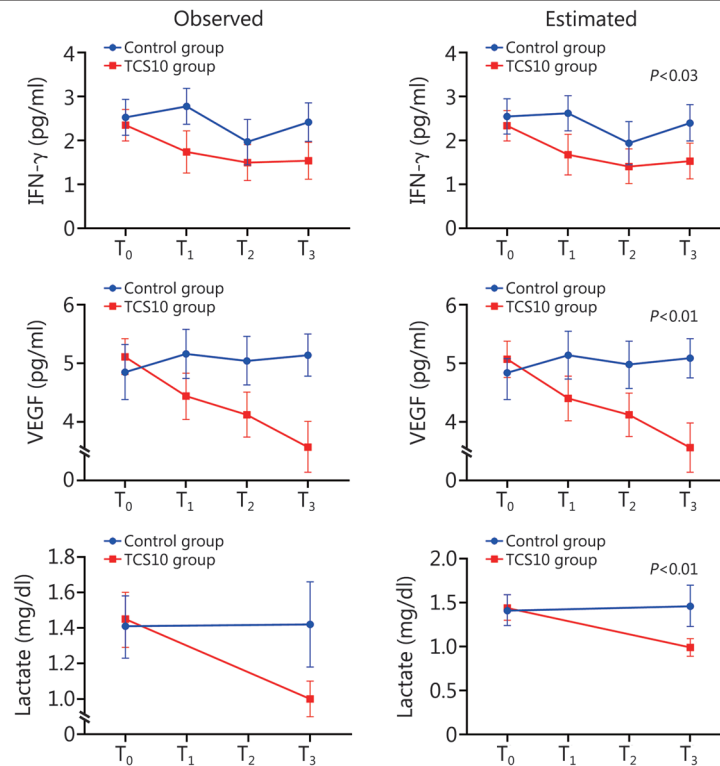 Observed
Estimated
IFN-γ (pg/ml)
4
3
2
1
0
Control group
TCS10 group
T0
T1
T2
T3
IFN-γ (pg/ml)
4
3
2
1
0
Control group
TCS10 group
P<0.03
T0
T1
T2
T3
VEGF (pg/ml)
6
5
4
0
Control group
TCS10 group
T0
T1
T2
T3
VEGF (pg/ml)
6
5
4
0
Control group
TCS10 group
P<0.01
T0
T1
T2
T3
Lactate (mg/dl)
1.8
1.6
1.4
1.2
1.0
0
Control group
TCS10 group
T0
T1
T2
T3
Lactate (mg/dl)
2.0
1.5
1.0
0.5
0
Control group
TCS10 group
P<0.01
T0
T1
T2
T3